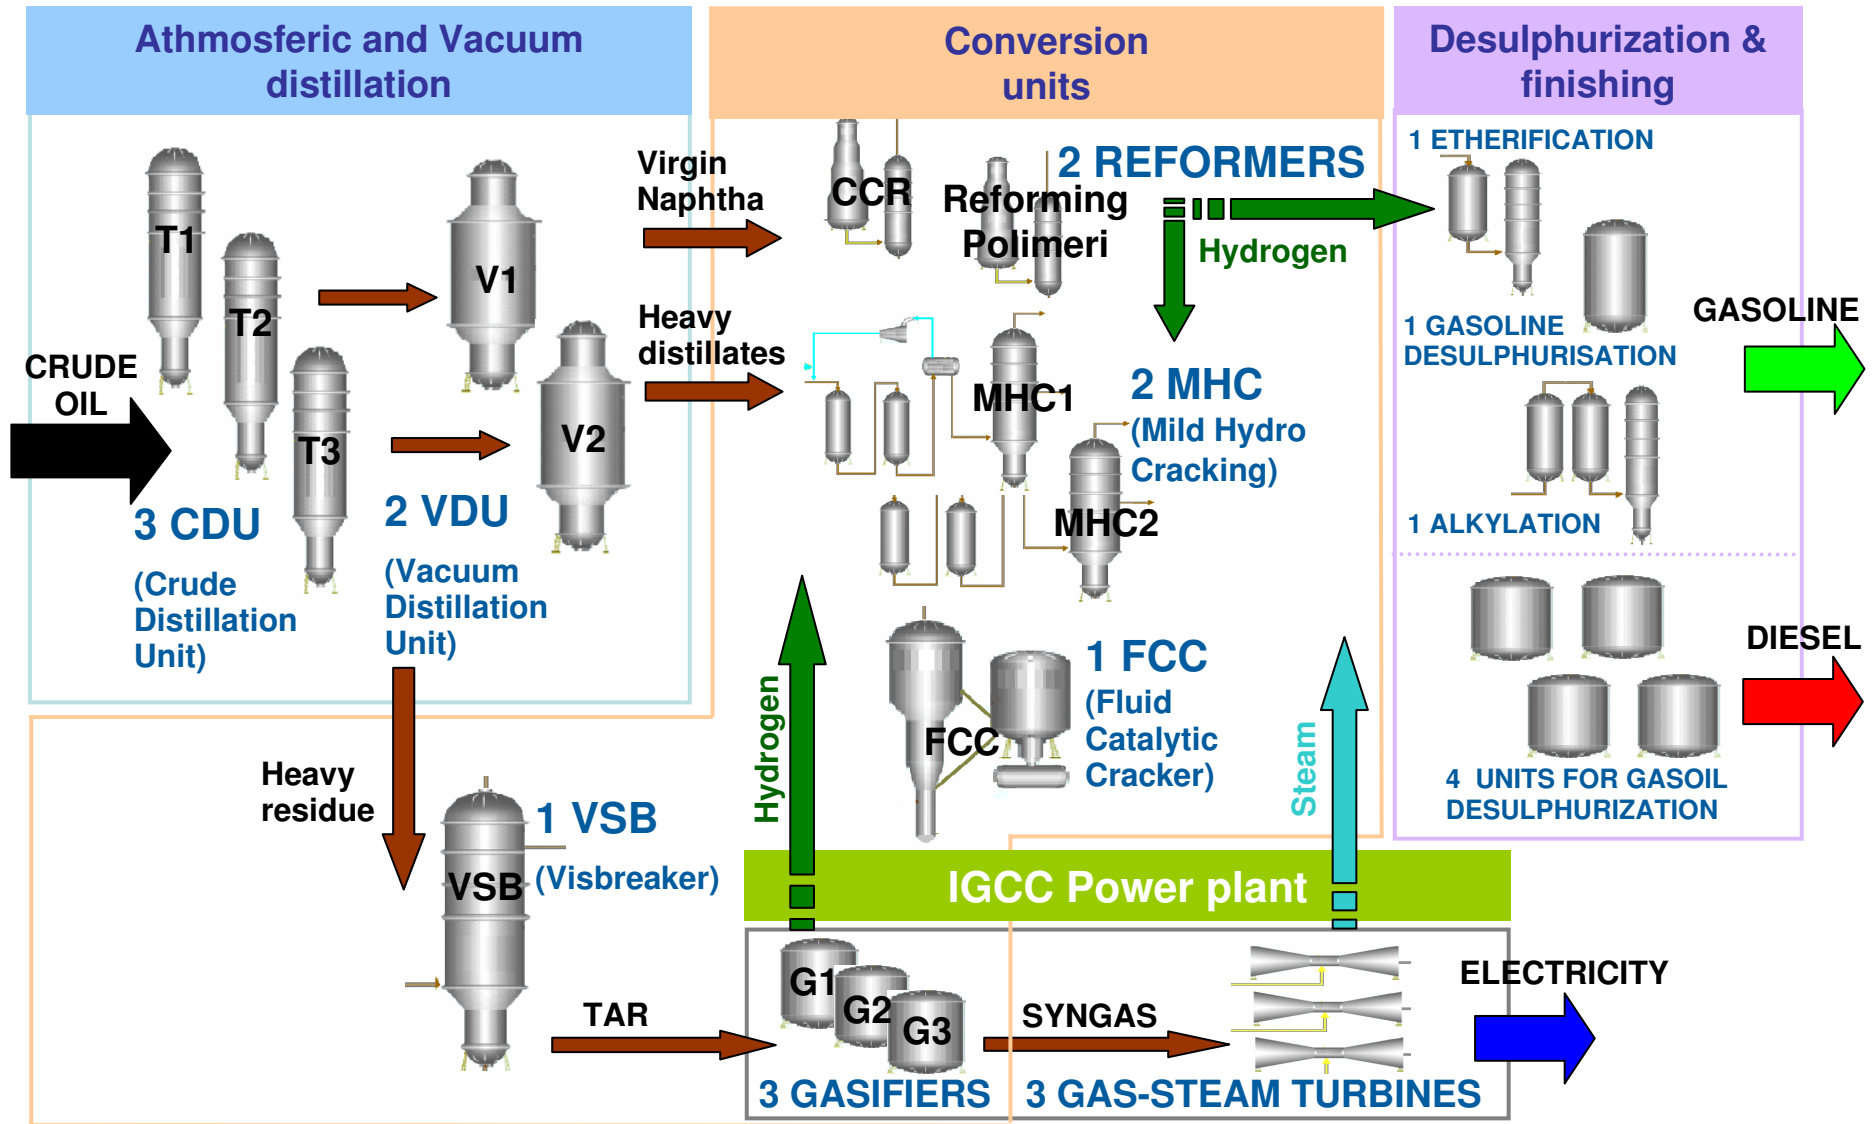 Athmosferic and Vacuum
distillation
Conversion
units
Desulphurization &
finishing
CRUDE
OIL
T1
T2
T3
V1
V2
3 CDU
(Crude
Distillation
Unit)
2 VDU
(Vacuum
Distillation
Unit)
Virgin
Naphtha
Heavy
distillates
CCR
2 REFORMERS
Reforming
Polimeri
Hydrogen
MHC1
MHC2
2 MHC
(Mild Hydro
Cracking)
FCC
1 FCC
(Fluid
Catalytic
Cracker)
Hydrogen
Steam
1 ETHERIFICATION
1 GASOLINE
DESULPHURISATION
1 ALKYLATION
GASOLINE
4 UNITS FOR GASOIL
DESULPHURIZATION
DIESEL
Heavy
residue
VSB
1 VSB
(Visbreaker)
TAR
IGCC Power plant
G1
G2
G3
3 GASIFIERS
SYNGAS
3 GAS-STEAM TURBINES
ELECTRICITY